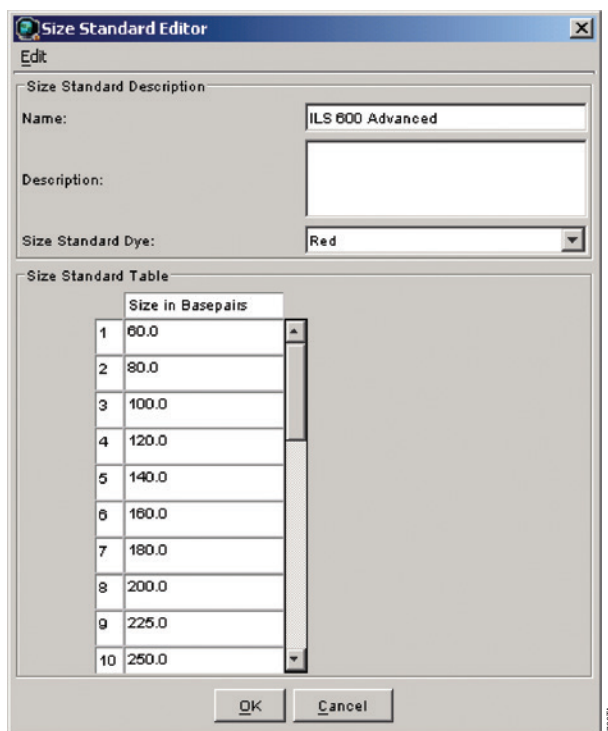 Size Standard Editor
Edit
Size Standard Description
Name: ILS 600 Advanced
Description:
Size Standard Dye: Red
Size Standard Table
Size in Basepairs
1 60.0
2 80.0
3 100.0
4 120.0
5 140.0
6 160.0
7 180.0
8 200.0
9 225.0
10 250.0
OK Cancel